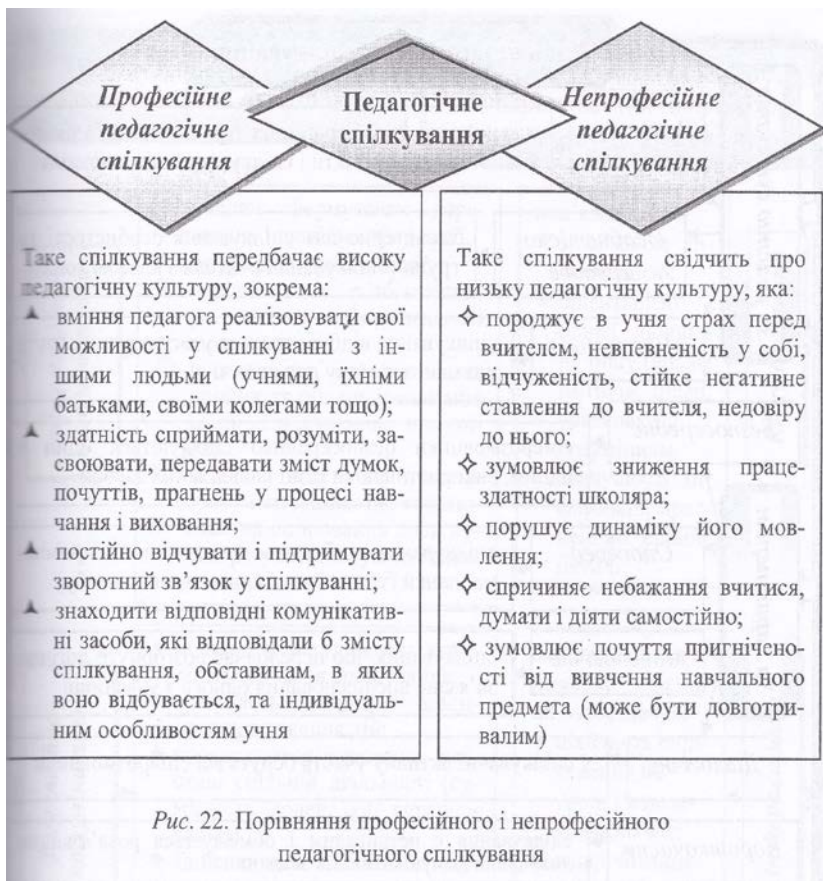 Професійне
педагогічне
спілкування
Педагогічне
спілкування
Непрофесійне
педагогічне
спілкування
Таке спілкування передбачає високу
педагогічну культуру, зокрема:
вміння педагога реалізовувати свої
можливості у спілкуванні з ін-
шими людьми (учнями, їхніми
батьками, своїми колегами тощо);
здатність сприймати, розуміти, за-
своювати, передавати зміст думок,
почуттів, прагнень у процесі нав-
чання і виховання;
постійно відчувати і підтримувати
зворотний зв’язок у спілкуванні;
знаходити відповідні комунікатив-
ні засоби, які відповідали б змісту
спілкування, обставинам, в яких
воно відбувається, та індивідуаль-
ним особливостям учня
Таке спілкування свідчить про
низьку педагогічну культуру, яка:
породжує в учня страх перед
вчителем, невпевненість у собі,
відчуженість, стійке негативне
ставлення до вчителя, недовіру
до нього;
зумовлює зниження праце-
здатності школяра;
порушує динаміку його мов-
лення;
спричиняє небажання вчитися,
думати і діяти самостійно;
зумовлює почуття пригнічено-
сті від вивчення навчального
предмета (може бути довготри-
валим)
Рис. 22. Порівняння професійного і непрофесійного
педагогічного спілкування